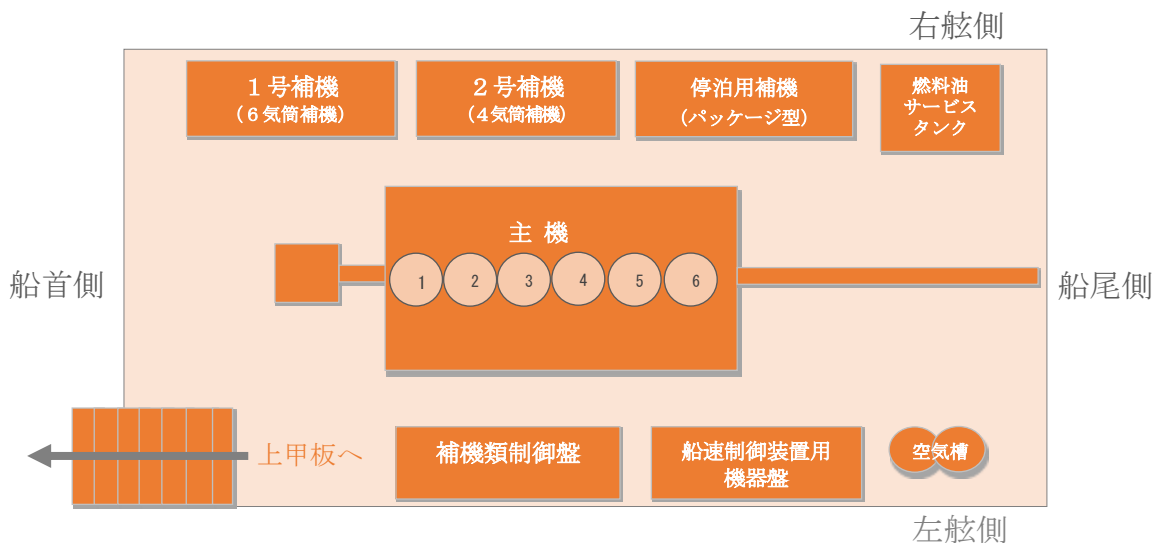 右舷側
1号補機
(6気筒補機)
2号補機
(4気筒補機)
停泊用補機
(パッケージ型)
燃料油
サービス
タンク
主 機
1
2
3
4
5
6
船首側
船尾側
上甲板へ
補機類制御盤
船速制御装置用
機器盤
空気槽
左舷側